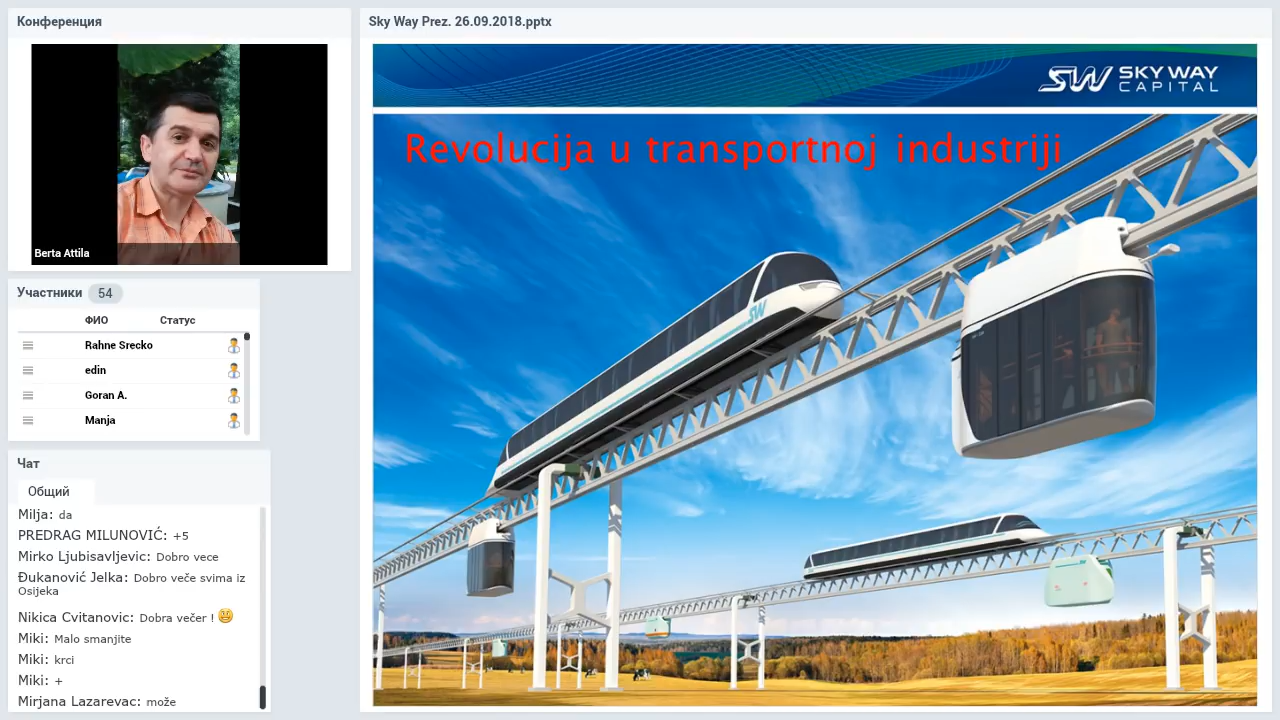 Конференция
Berta Attila
Участники 54
ФИО Статус
Rahne Srecko
edin
Goran A.
Manja
Чат
Общий
Milja: da
PREDRAG MILUNOVIĆ: +5
Mirko Ljubisavljevic: Dobro vece
Đukanović Jelka: Dobro veče svima iz
Osijeka
Nikica Cvitanovic: Dobra večer !
Miki: Malo smanjite
Miki: krci
Miki: +
Mirjana Lazarevac: može
Sky Way Prez. 26.09.2018.pptx
SW SKY WAY
CAPITAL
Revolucija u transportnoj industriji
SW